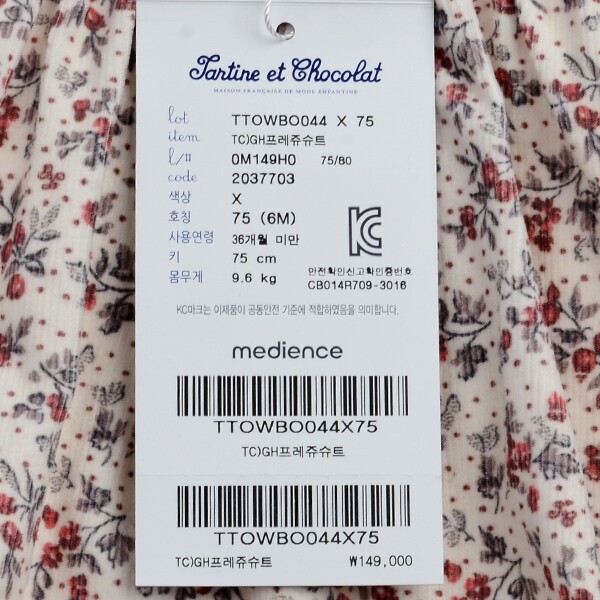 Tartine et Chocolat
MAISON FRANÇAISE DE MODE ENFANTINE
lot TTOWBO044 X 75
item TC)GH프레쥬슈트
l/# 0M149H0 75/80
code 2037703
색상 X
호칭 75 (6M)
사용연령 36개월 미만
키 75 cm
몸무게 9.6 kg
안전확인신고확인증번호
CB014R709-3016
KC마크는 이제품이 공통안전 기준에 적합하였음을 의미합니다.
medience
TTOWBO044X75
TC)GH프레쥬슈트
TTOWBO044X75
TC)GH프레쥬슈트 ₩149,000